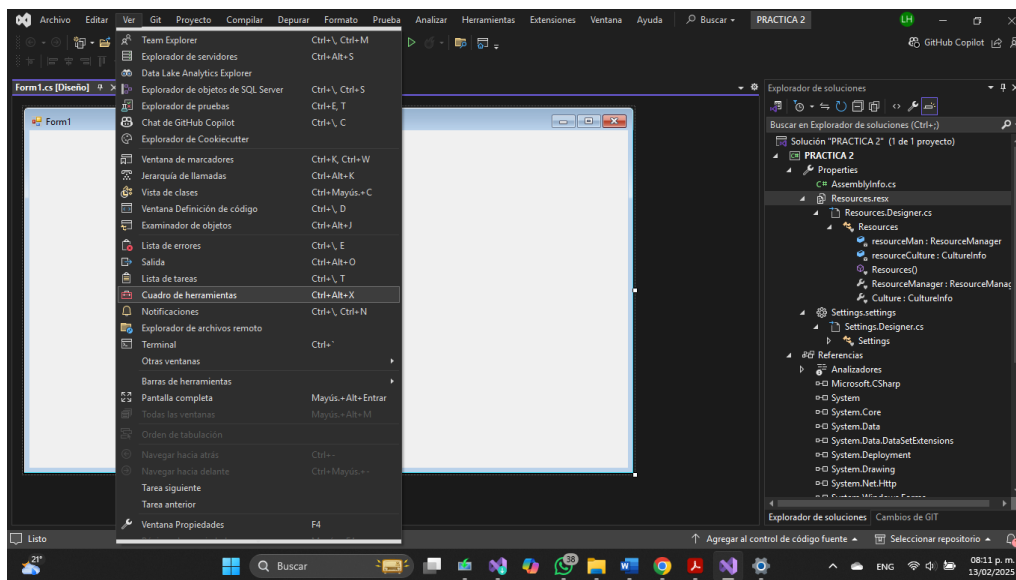 Archivo Editar Ver Git Proyecto Compilar Depurar Formato Prueba Analizar Herramientas Extensiones Ventana Ayuda Buscar PRACTICA 2 LH
GitHub Copilot
Form1.cs [Diseño]
Form1
Team Explorer Ctrl+\, Ctrl+M
Explorador de servidores Ctrl+Alt+S
Data Lake Analytics Explorer
Explorador de objetos de SQL Server Ctrl+\, Ctrl+S
Explorador de pruebas Ctrl+E, T
Chat de GitHub Copilot Ctrl+\, C
Explorador de Cookiecutter
Ventana de marcadores Ctrl+K, Ctrl+W
Jerarquía de llamadas Ctrl+Alt+K
Vista de clases Ctrl+Mayús.+C
Ventana Definición de código Ctrl+\, D
Examinador de objetos Ctrl+Alt+J
Lista de errores Ctrl+\, E
Salida Ctrl+Alt+O
Lista de tareas Ctrl+\, T
Cuadro de herramientas Ctrl+Alt+X
Notificaciones Ctrl+\, Ctrl+N
Explorador de archivos remoto
Terminal Ctrl+`
Otras ventanas
Barras de herramientas
Pantalla completa Mayús.+Alt+Entrar
Todas las ventanas Mayús.+Alt+M
Orden de tabulación
Navegar hacia atrás Ctrl+-
Navegar hacia delante Ctrl+Mayús.+-
Tarea siguiente
Tarea anterior
Ventana Propiedades F4
Explorador de soluciones
Buscar en Explorador de soluciones (Ctrl+;)
Solución "PRACTICA 2" (1 de 1 proyecto)
C# PRACTICA 2
Properties
C# AssemblyInfo.cs
Resources.resx
Resources.Designer.cs
Resources
resourceMan : ResourceManager
resourceCulture : CultureInfo
Resources()
ResourceManager : ResourceManag
Culture : CultureInfo
Settings.settings
Settings.Designer.cs
Settings
Referencias
Analizadores
Microsoft.CSharp
System
System.Core
System.Data
System.Data.DataSetExtensions
System.Deployment
System.Drawing
System.Net.Http
Explorador de soluciones Cambios de GIT
Listo Agregar al control de código fuente Seleccionar repositorio
21° Buscar 38 ENG 08:11 p. m.
13/02/2025